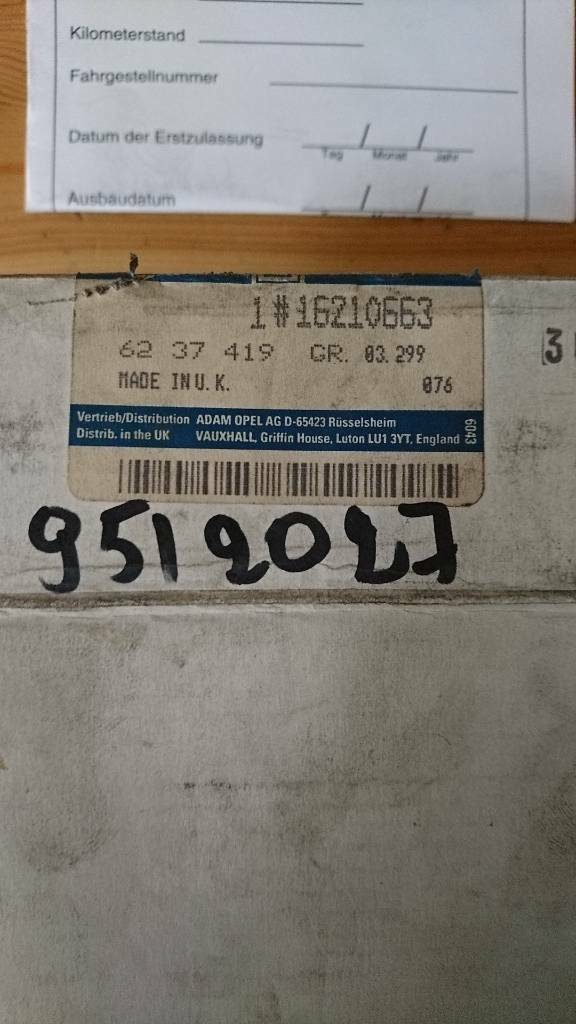 Kilometerstand
Fahrgestellnummer
Datum der Erstzulassung / /
Tag Monat Jahr
Ausbaudatum / /
1#16210663
62 37 419 GR. 03.299
3
MADE IN U.K. 076
Vertrieb/Distribution ADAM OPEL AG D-65423 Rüsselsheim
Distrib. in the UK VAUXHALL, Griffin House, Luton LU1 3YT, England
6043
9512027